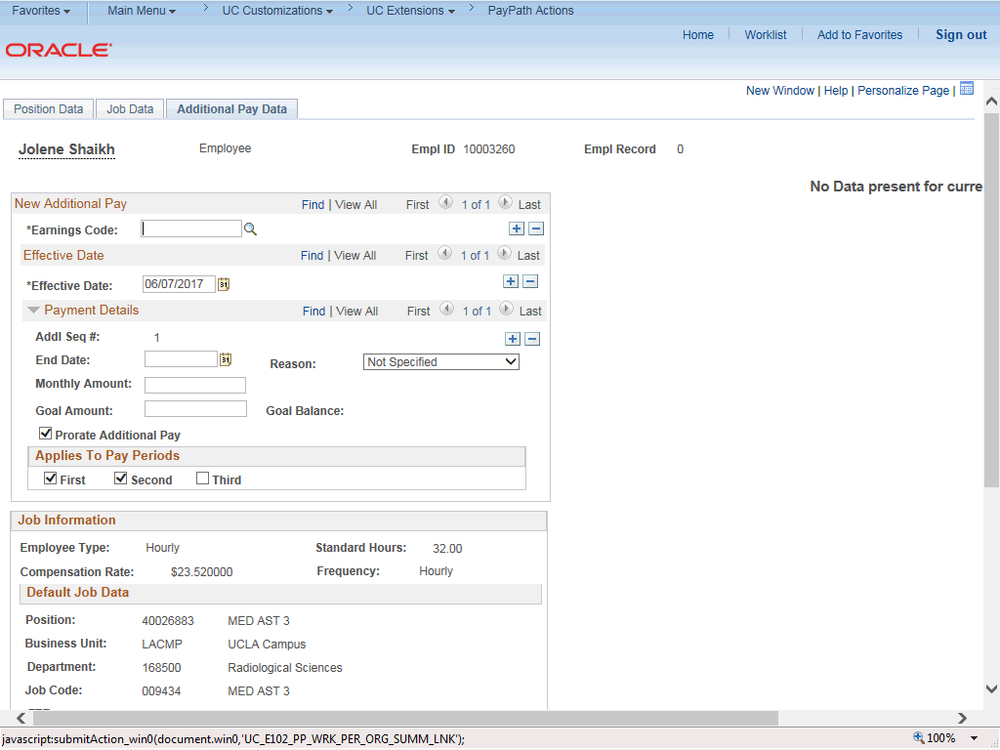 Favorites Main Menu > UC Customizations > UC Extensions > PayPath Actions
Home Worklist Add to Favorites Sign out
ORACLE
New Window | Help | Personalize Page |
Position Data Job Data Additional Pay Data
Jolene Shaikh Employee Empl ID 10003260 Empl Record 0
No Data present for curre
New Additional Pay Find | View All First 1 of 1 Last
*Earnings Code:
Effective Date Find | View All First 1 of 1 Last
*Effective Date: 06/07/2017
Payment Details Find | View All First 1 of 1 Last
Addl Seq #: 1
End Date: Reason: Not Specified
Monthly Amount:
Goal Amount: Goal Balance:
Prorate Additional Pay
Applies To Pay Periods
First Second Third
Job Information
Employee Type: Hourly Standard Hours: 32.00
Compensation Rate: $23.520000 Frequency: Hourly
Default Job Data
Position: 40026883 MED AST 3
Business Unit: LACMP UCLA Campus
Department: 168500 Radiological Sciences
Job Code: 009434 MED AST 3
javascript:submitAction_win0(document.win0,'UC_E102_PP_WRK_PER_ORG_SUMM_LNK'); 100%